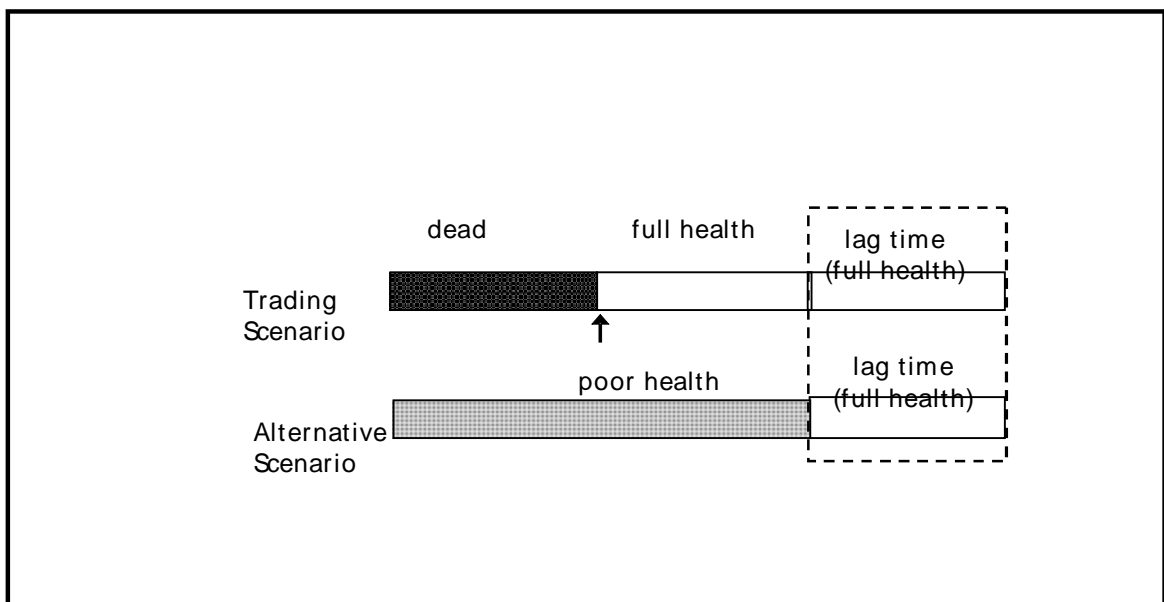 dead
full health
lag time
(full health)
Trading
Scenario
poor health
lag time
(full health)
Alternative
Scenario